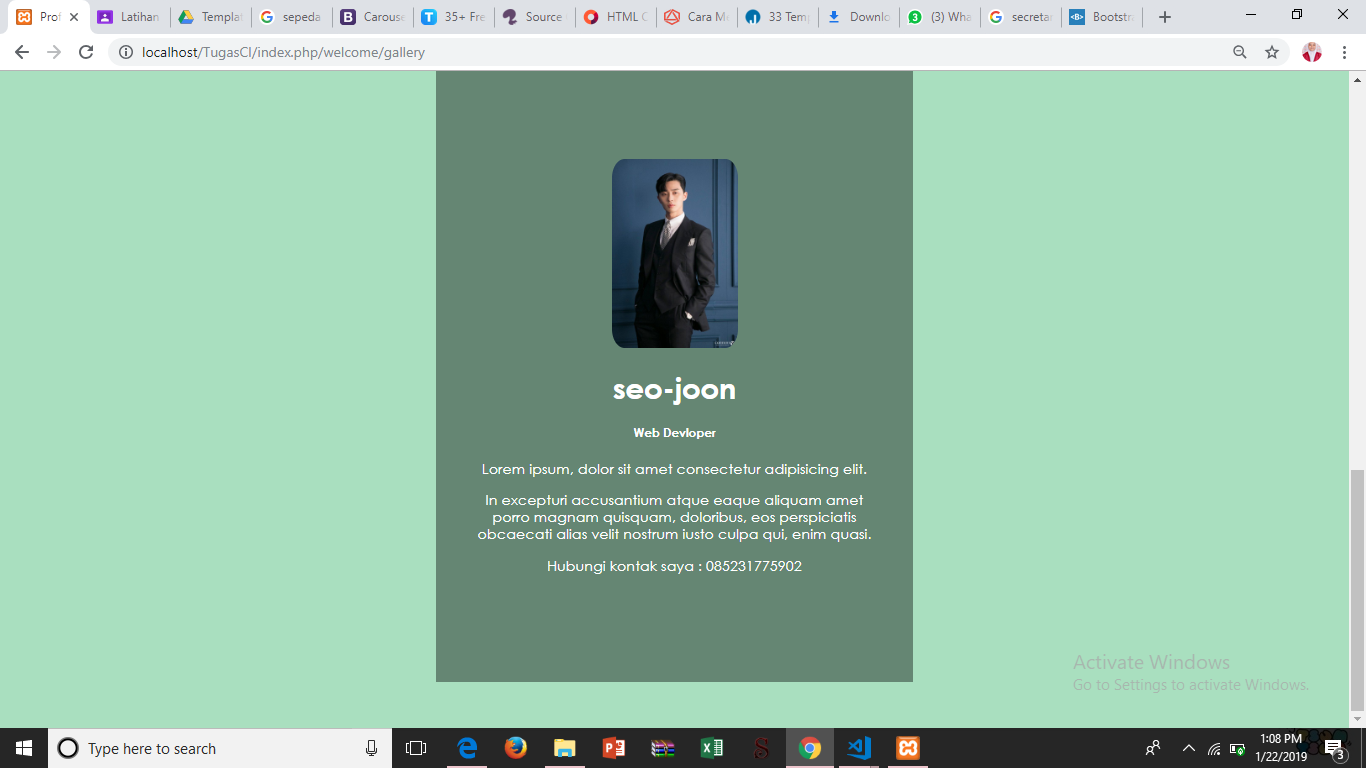 Prof
Latihan
Templat
sepeda
Carouse
35+ Fre
Source
HTML C
Cara M
33 Temp
Downlo
(3) Wha
secretar
Bootstr
localhost/TugasCI/index.php/welcome/gallery
seo-joon
Web Devloper
Lorem ipsum, dolor sit amet consectetur adipisicing elit.
In excepturi accusantium atque eaque aliquam amet
porro magnam quisquam, doloribus, eos perspiciatis
obcaecati alias velit nostrum iusto culpa qui, enim quasi.
Hubungi kontak saya : 085231775902
Activate Windows
Go to Settings to activate Windows.
Type here to search
1:08 PM
1/22/2019
3